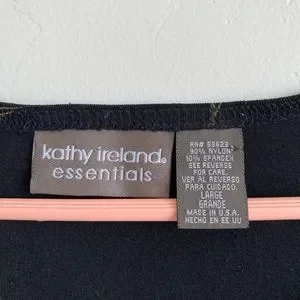 kathy ireland®
essentials
RN# 58623
90% NYLON
10% SPANDEX
SEE REVERSE
FOR CARE.
VER AL REVERSO
PARA CUIDADO.
LARGE
GRANDE
MADE IN U.S.A.
HECHO EN EE UU